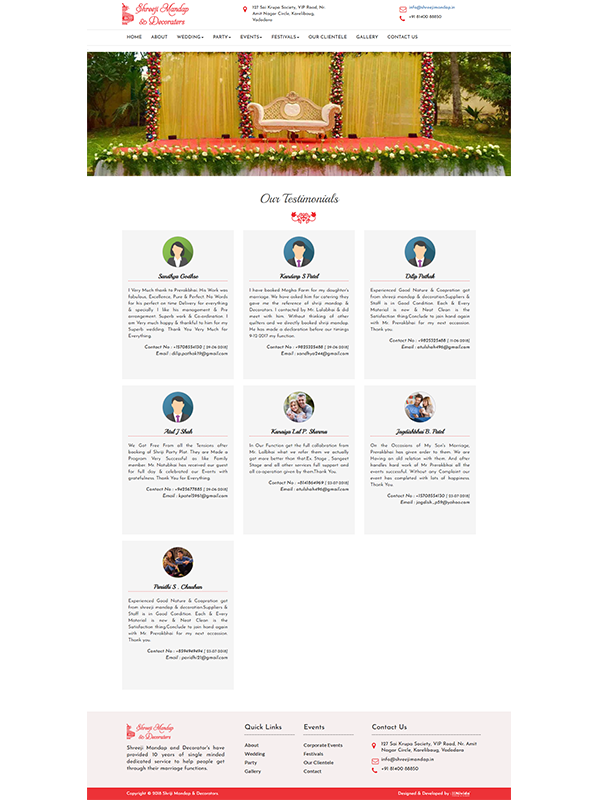 Shreeji Mandap
& Decorators
127 Sai Krupa Society, VIP Road, Nr.
Amit Nagar Circle, Karelibaug,
Vadodara
info@shreejimandap.in
+91 81400 88850
HOME ABOUT WEDDING PARTY EVENTS FESTIVALS OUR CLIENTELE GALLERY CONTACT US
Our Testimonials
Sandhya Godhse
I Very Much thank to Pravakbhai. His Work was
fabulous, Excellence, Pure & Perfect. No Words
for his perfect on time Delivery for everything
& specially I like his management & Pre
arrangement. Superb work & Co-ordination. I
am Very much happy & thankful to him for my
Superb wedding. Thank You Very Much for
Everything.
Contact No : +15708534130 [ 29-06-2018]
Email : dilip.pathak19@gmail.com
Kandarp S Patel
I have booked Megha Farm for my daughton's
marriage. We have asked him for catering they
gave me the reference of shriji mandap &
Decorators. I contacted by Mr. Lalabhai & did
meet with him. Without thinking of other
quilters and we directly booked shriji mandap.
He has made a declaration before our timings
9-12 2017 my function.
Contact No : +9825325468 [ 29-06-2018]
Email : sandhya244@gmail.com
Dilip Pathak
Experienced Good Nature & Coopration got
from shreeji mandap & decoration.Suppliers &
Staff is in Good Condition. Each & Every
Material is new & Neat Clean is the
Satisfaction thing.Conclude to join hand again
with Mr. Pravakbhai for my next occassion.
Thank you.
Contact No : +9825325468 [ 11-06-2018]
Email : atulshah496@gmail.com
Atul J Shah
We Got Free From all the Tensions after
booking of Shriji Party Plot. They are Made a
Program Very Successful as like Family
member. Mr. Natubhai has received our guest
for full day & celebrated our Events with
gratefulness. Thank You for Everything.
Contact No : +9429677885 [ 29-06-2018]
Email : kpatel5961@gmail.com
Kanaiya Lal P. Sharma
In Our Function get the full collabration from
Mr. Lalbhai what we refer them we actually
got more better than that.Ex. Stage , Sangeet
Stage and all other services full support and
all co-operation given by them.Thank You.
Contact No : +8141864969 [ 23-07-2018]
Email : atulshah496@gmail.com
Jagdishbhai B. Patel
On the Occasions of My Son's Marriage,
Pravakbhai has given order to them. We are
Having an old relation with them. And after
handles hard work of Mr. Pravakbhai all the
events successful. Without any Complaint our
event has completed with lots of happiness.
Thank You.
Contact No : +15708534130 [ 23-07-2018]
Email : jagdish_p59@yahoo.com
Paridhi S . Chauhan
Experienced Good Nature & Coopration got
from shreeji mandap & decoration.Suppliers &
Staff is in Good Condition. Each & Every
Material is new & Neat Clean is the
Satisfaction thing.Conclude to join hand again
with Mr. Pravakbhai for my next occassion.
Thank you.
Contact No : +8394949494 [ 23-07-2018]
Email : paridhi21@gmail.com
Shreeji Mandap
& Decorators
Shreeji Mandap and Decorator's have
provided 10 years of single minded
dedicated service to help people get
through their marriage functions.
Quick Links
About
Wedding
Party
Gallery
Events
Corporate Events
Festivals
Our Clientele
Contact
Contact Us
127 Sai Krupa Society, VIP Road, Nr. Amit
Nagar Circle, Karelibaug, Vadodara
info@shreejimandap.in
+91 81400 88850
Copyright © 2018 Shriji Mandap & Decorators.
Designed & Developed by :